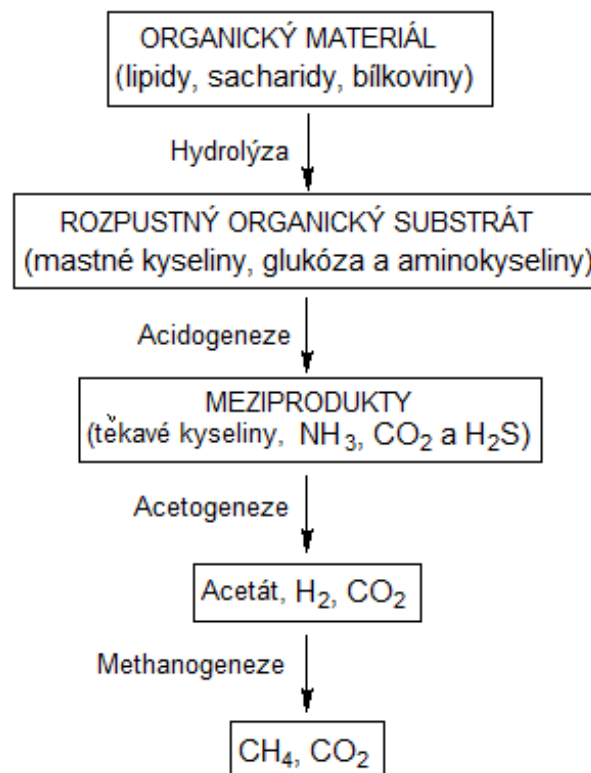 ORGANICKÝ MATERIÁL
(lipidy, sacharidy, bílkoviny)
Hydrolýza
ROZPUSTNÝ ORGANICKÝ SUBSTRÁT
(mastné kyseliny, glukóza a aminokyseliny)
Acidogeneze
MEZIPRODUKTY
(těkavé kyseliny, NH₃, CO₂ a H₂S)
Acetogeneze
Acetát, H₂, CO₂
Methanogeneze
CH₄, CO₂